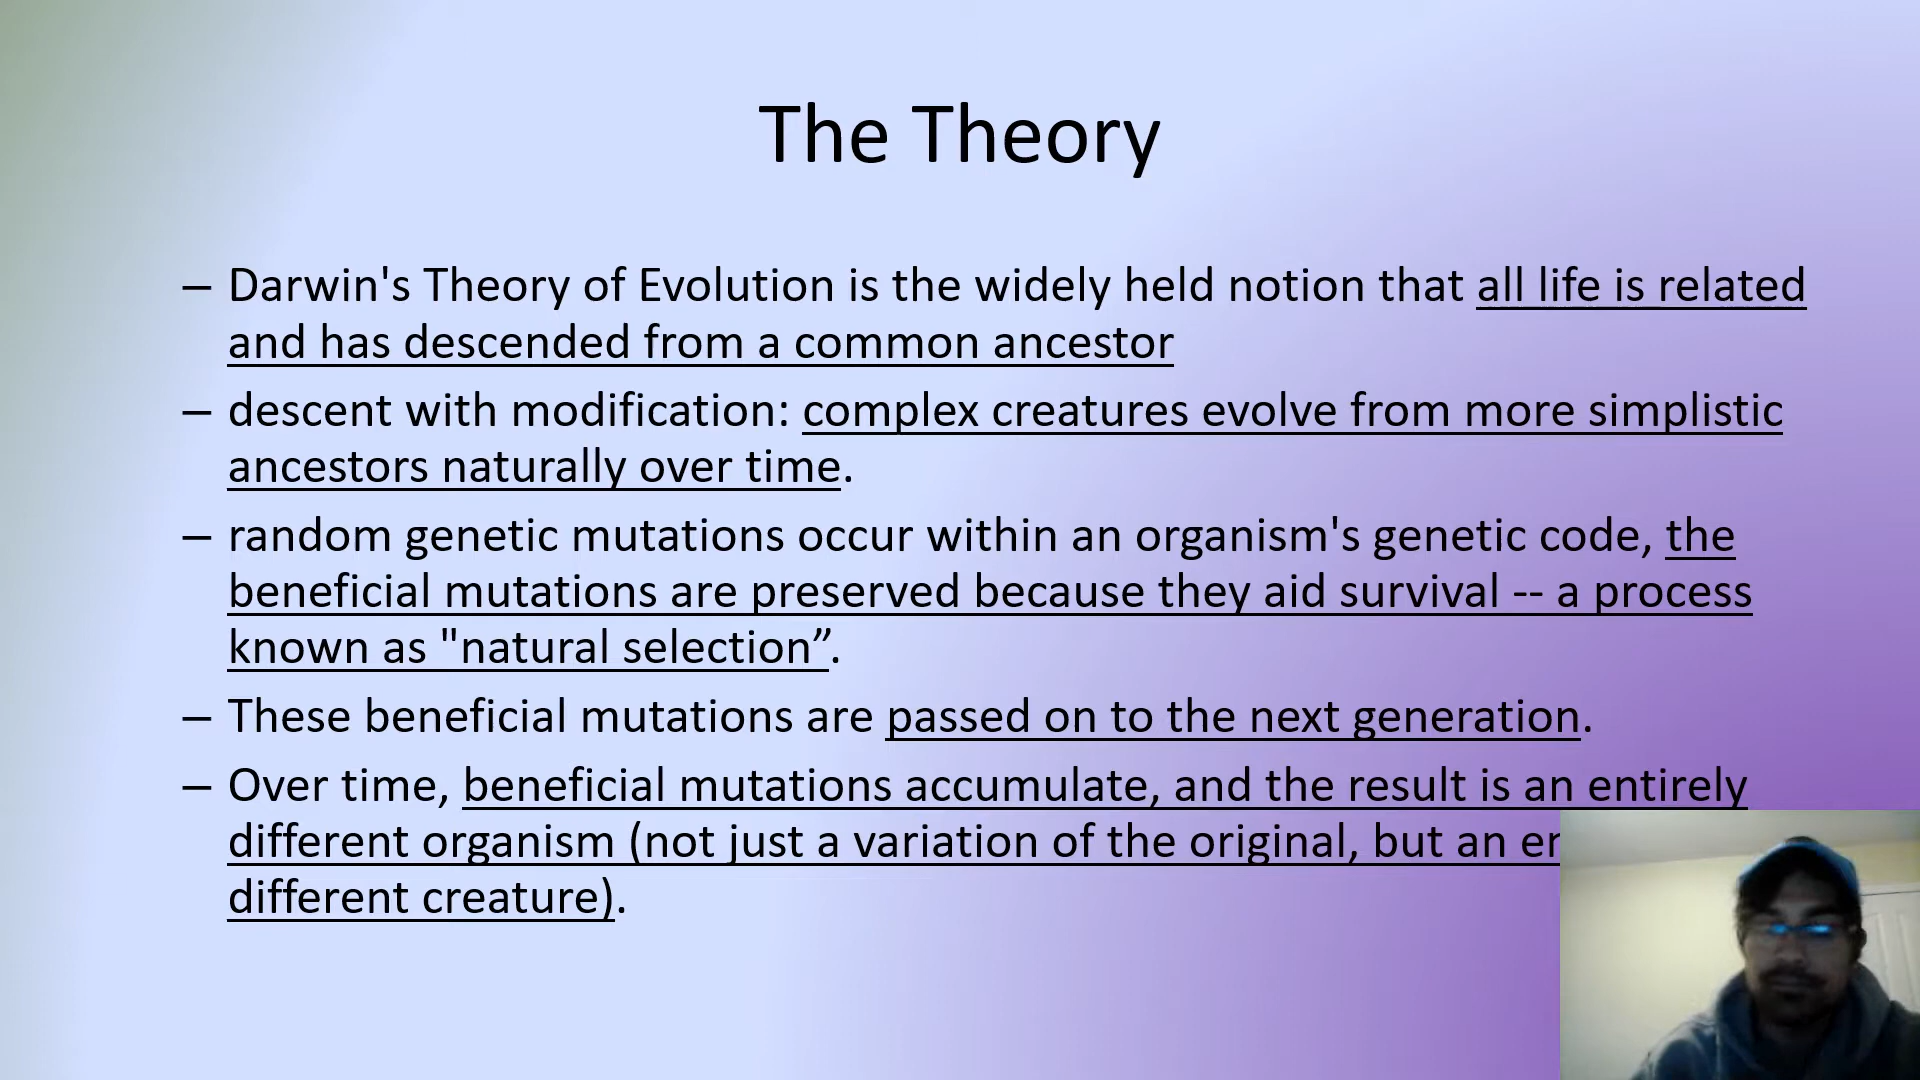 The Theory
– Darwin's Theory of Evolution is the widely held notion that all life is related
and has descended from a common ancestor
– descent with modification: complex creatures evolve from more simplistic
ancestors naturally over time.
– random genetic mutations occur within an organism's genetic code, the
beneficial mutations are preserved because they aid survival -- a process
known as "natural selection”.
– These beneficial mutations are passed on to the next generation.
– Over time, beneficial mutations accumulate, and the result is an entirely
different organism (not just a variation of the original, but an
different creature).